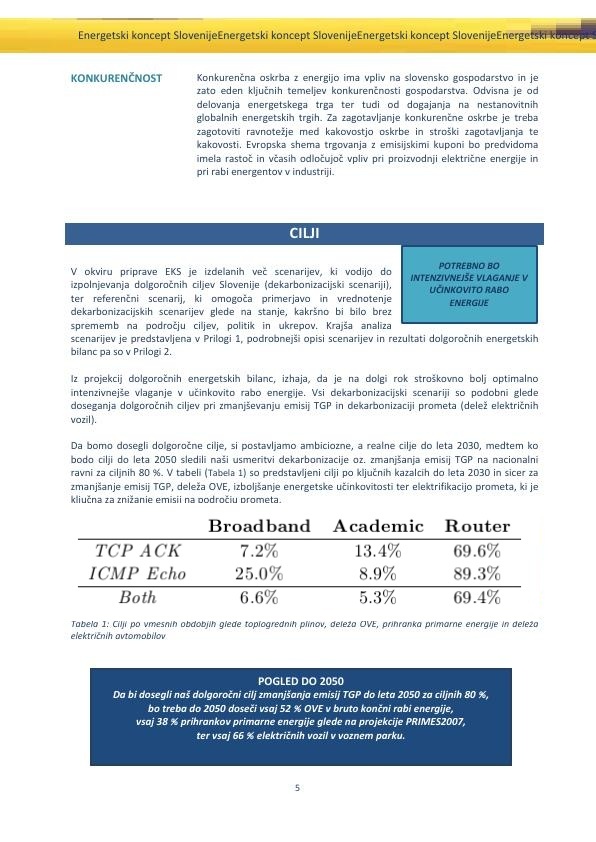 Energetski koncept SlovenijeEnergetski koncept SlovenijeEnergetski koncept SlovenijeEnergetski koncept S
KONKURENČNOST
Konkurenčna oskrba z energijo ima vpliv na slovensko gospodarstvo in je
zato eden ključnih temeljev konkurenčnosti gospodarstva. Odvisna je od
delovanja energetskega trga ter tudi od dogajanja na nestanovitnih
globalnih energetskih trgih. Za zagotavljanje konkurenčne oskrbe je treba
zagotoviti ravnotežje med kakovostjo oskrbe in stroški zagotavljanja te
kakovosti. Evropska shema trgovanja z emisijskimi kuponi bo predvidoma
imela rastoč in včasih odločujoč vpliv pri proizvodnji električne energije in
pri rabi energentov v industriji.
CILJI
POTREBNO BO
INTENZIVNEJŠE VLAGANJE V
UČINKOVITO RABO
ENERGIJE
V okviru priprave EKS je izdelanih več scenarijev, ki vodijo do
izpolnjevanja dolgoročnih ciljev Slovenije (dekarbonizacijski scenariji),
ter referenčni scenarij, ki omogoča primerjavo in vrednotenje
dekarbonizacijskih scenarijev glede na stanje, kakršno bi bilo brez
sprememb na področju ciljev, politik in ukrepov. Krajša analiza
scenarijev je predstavljena v Prilogi 1, podrobnejši opisi scenarijev in rezultati dolgoročnih energetskih
bilanc pa so v Prilogi 2.
Iz projekcij dolgoročnih energetskih bilanc, izhaja, da je na dolgi rok stroškovno bolj optimalno
intenzivnejše vlaganje v učinkovito rabo energije. Vsi dekarbonizacijski scenariji so podobni glede
doseganja dolgoročnih ciljev pri zmanjševanju emisij TGP in dekarbonizaciji prometa (delež električnih
vozil).
Da bomo dosegli dolgoročne cilje, si postavljamo ambiciozne, a realne cilje do leta 2030, medtem ko
bodo cilji do leta 2050 sledili naši usmeritvi dekarbonizacije oz. zmanjšanja emisij TGP na nacionalni
ravni za ciljnih 80 %. V tabeli (Tabela 1) so predstavljeni cilji po ključnih kazalcih do leta 2030 in sicer za
zmanjšanje emisij TGP, deleža OVE, izboljšanje energetske učinkovitosti ter elektrifikacijo prometa, ki je
ključna za znižanje emisij na področju prometa.
Broadband Academic Router
TCP ACK 7.2% 13.4% 69.6%
ICMP Echo 25.0% 8.9% 89.3%
Both 6.6% 5.3% 69.4%
Tabela 1: Cilji po vmesnih obdobjih glede toplogrednih plinov, deleža OVE, prihranka primarne energije in deleža
električnih avtomobilov
POGLED DO 2050
Da bi dosegli naš dolgoročni cilj zmanjšanja emisij TGP do leta 2050 za ciljnih 80 %,
bo treba do 2050 doseči vsaj 52 % OVE v bruto končni rabi energije,
vsaj 38 % prihrankov primarne energije glede na projekcije PRIMES2007,
ter vsaj 66 % električnih vozil v voznem parku.
5